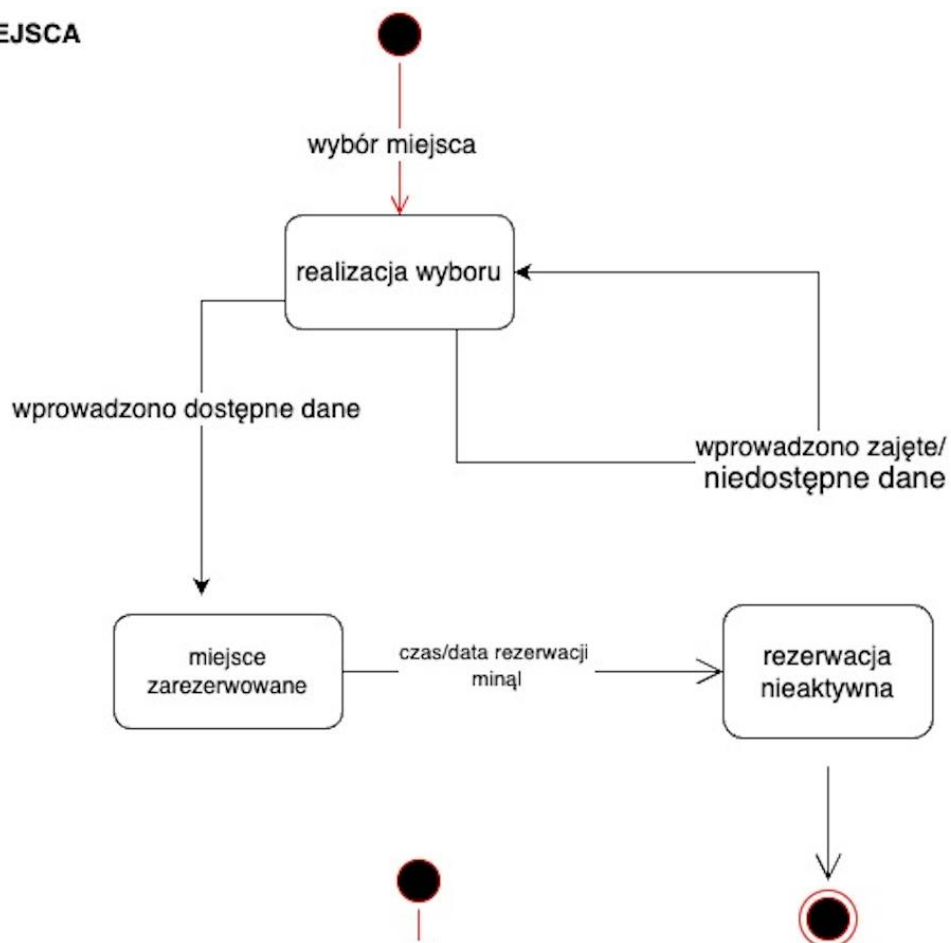 EJSCA
wybór miejsca
realizacja wyboru
wprowadzono dostępne dane
wprowadzono zajęte/
niedostępne dane
miejsce
zarezerwowane
czas/data rezerwacji
minąl
rezerwacja
nieaktywna